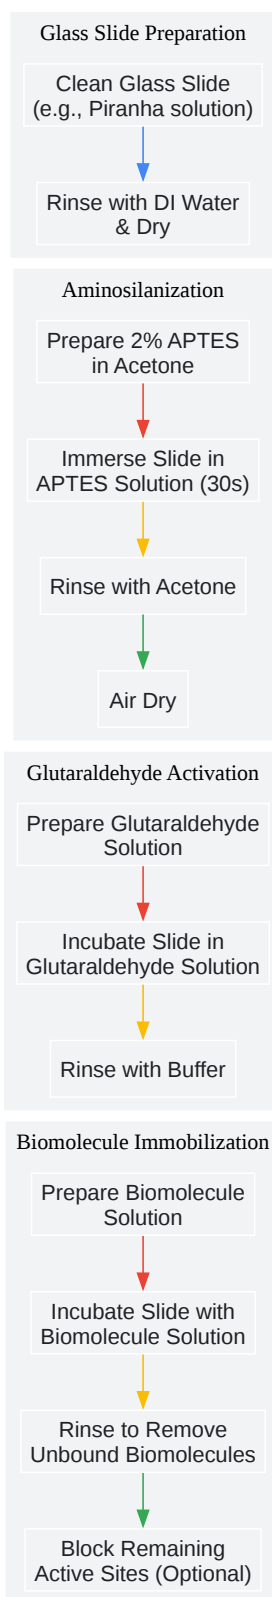 Glass Slide Preparation
Clean Glass Slide
(e.g., Piranha solution)
Rinse with DI Water
& Dry
Aminosilanization
Prepare 2% APTES
in Acetone
Immerse Slide in
APTES Solution (30s)
Rinse with Acetone
Air Dry
Glutaraldehyde Activation
Prepare Glutaraldehyde
Solution
Incubate Slide in
Glutaraldehyde Solution
Rinse with Buffer
Biomolecule Immobilization
Prepare Biomolecule
Solution
Incubate Slide with
Biomolecule Solution
Rinse to Remove
Unbound Biomolecules
Block Remaining
Active Sites (Optional)